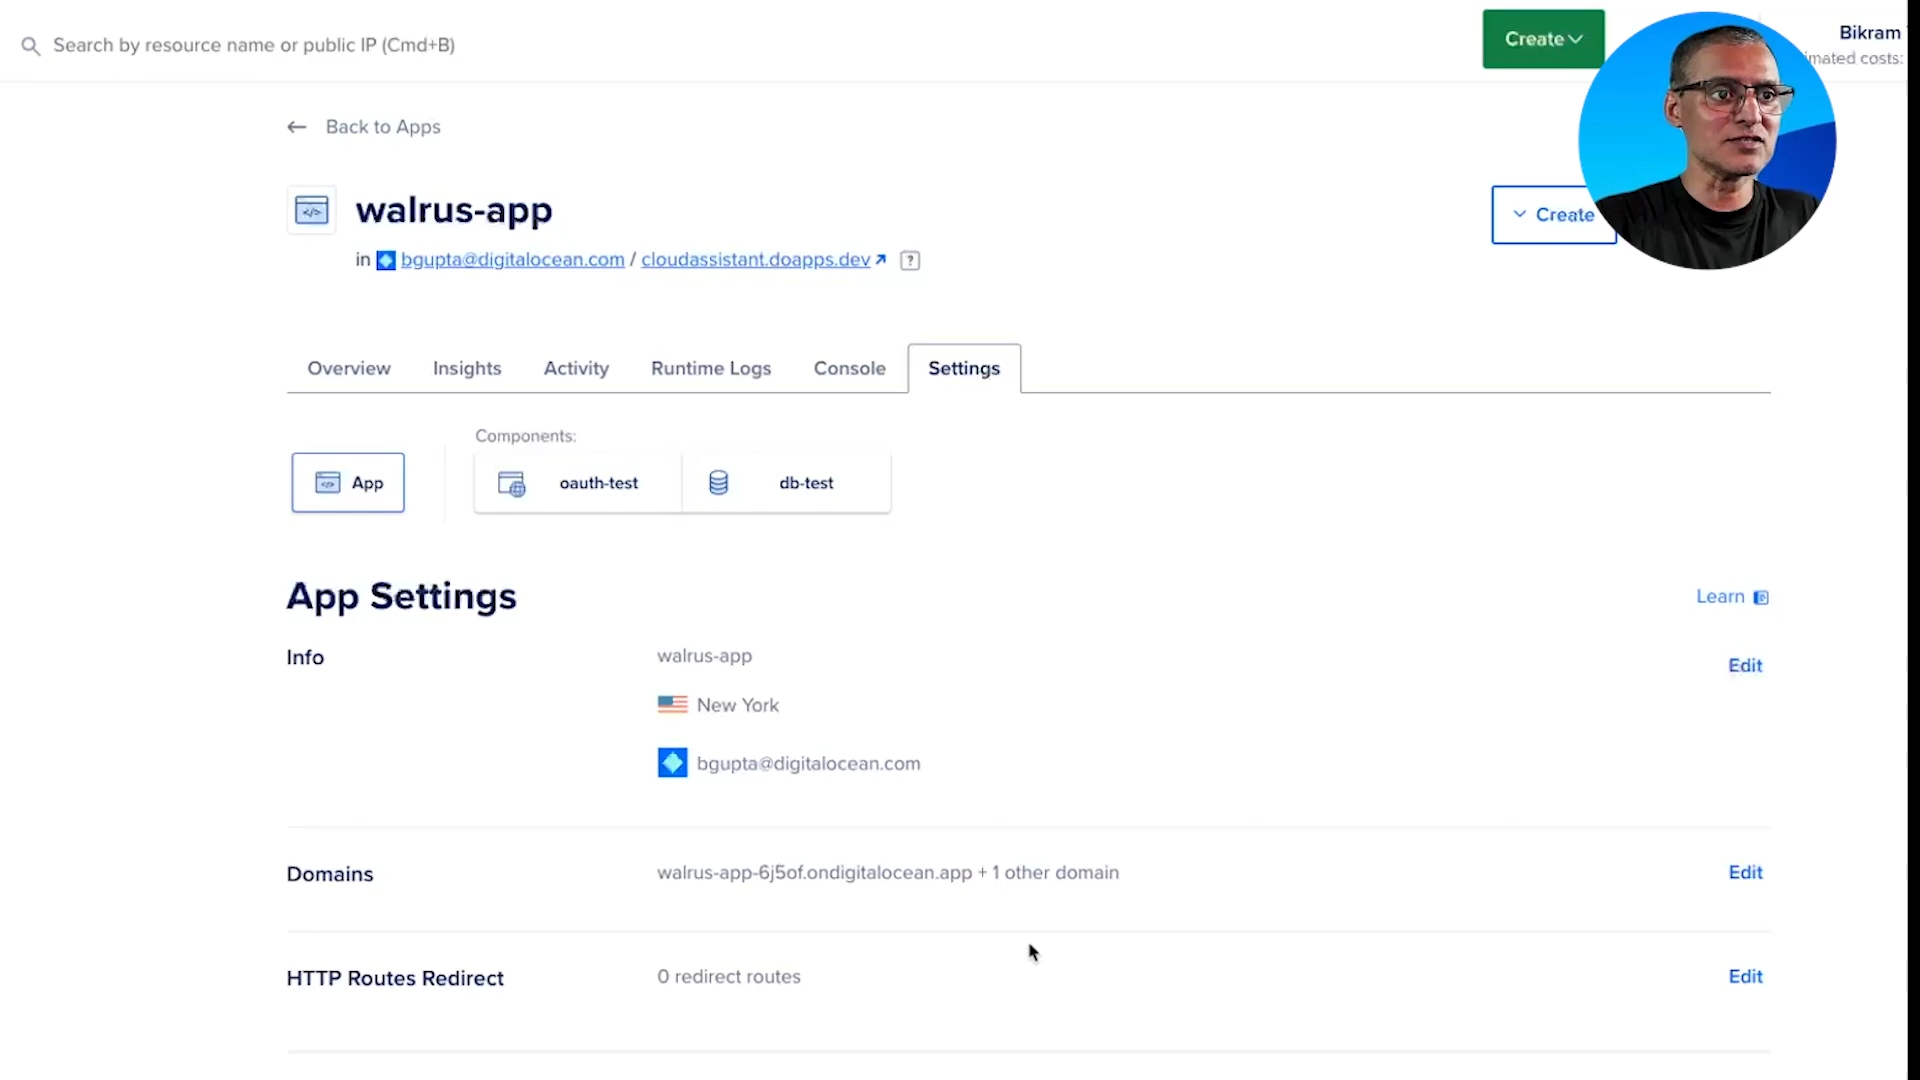 Search by resource name or public IP (Cmd+B)
Create
Bikram
imated costs:
Back to Apps
walrus-app
Create
in bgupta@digitalocean.com / cloudassistant.doapps.dev ?
Overview Insights Activity Runtime Logs Console Settings
Components:
App oauth-test db-test
App Settings
Learn
Info walrus-app Edit
New York
bgupta@digitalocean.com
Domains walrus-app-6j5of.ondigitalocean.app + 1 other domain Edit
HTTP Routes Redirect 0 redirect routes Edit